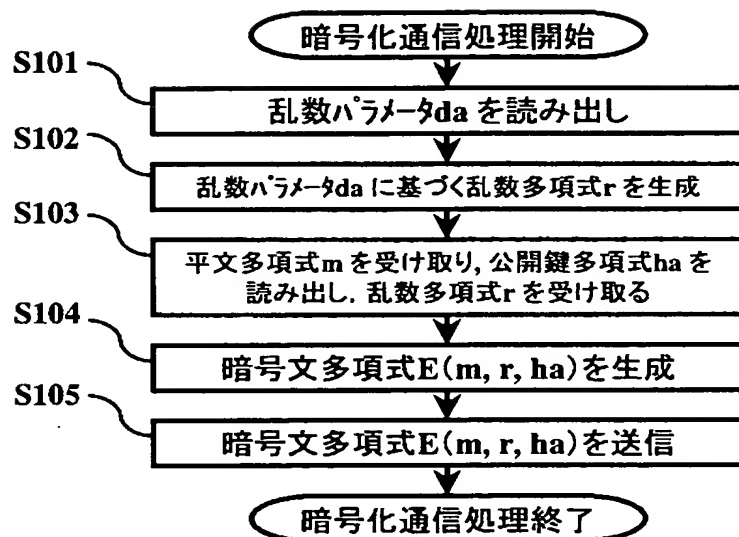 暗号化通信処理開始
S101
乱数パラメータdaを読み出し
S102
乱数パラメータdaに基づく乱数多項式rを生成
S103
平文多項式mを受け取り,公開鍵多項式haを
読み出し,乱数多項式rを受け取る
S104
暗号文多項式E(m, r, ha)を生成
S105
暗号文多項式E(m, r, ha)を送信
暗号化通信処理終了